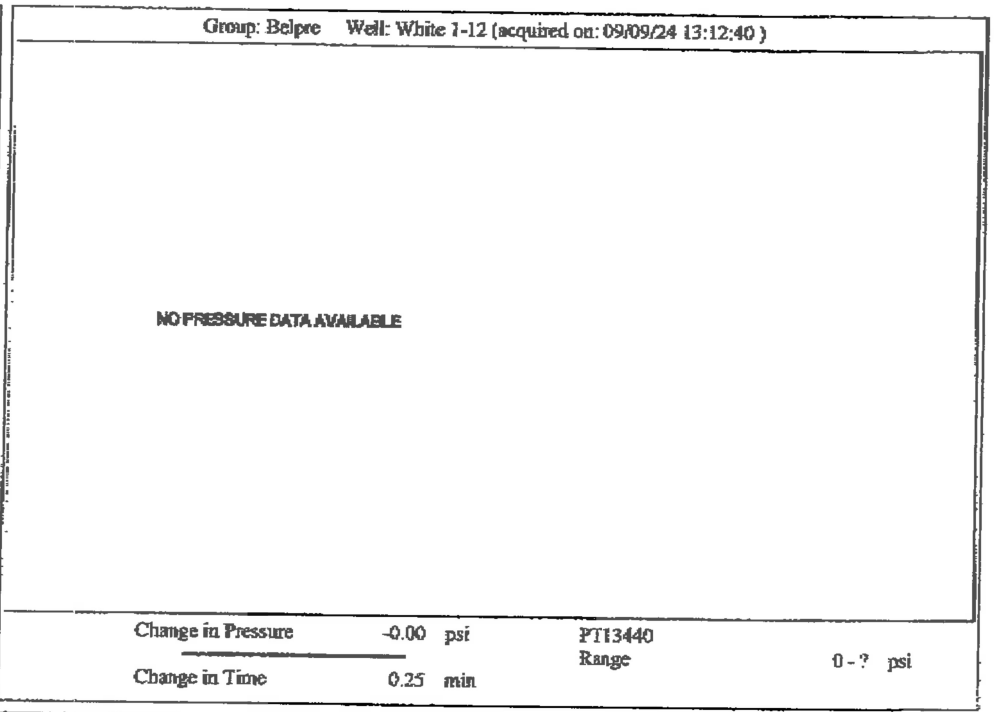 Group: Belpre Well: White 1-12 (acquired on: 09/09/24 13:12:40 )
NO PRESSURE DATA AVAILABLE
Change in Pressure -0.00 psi PT13440
Range 0 - ? psi
Change in Time 0.25 min